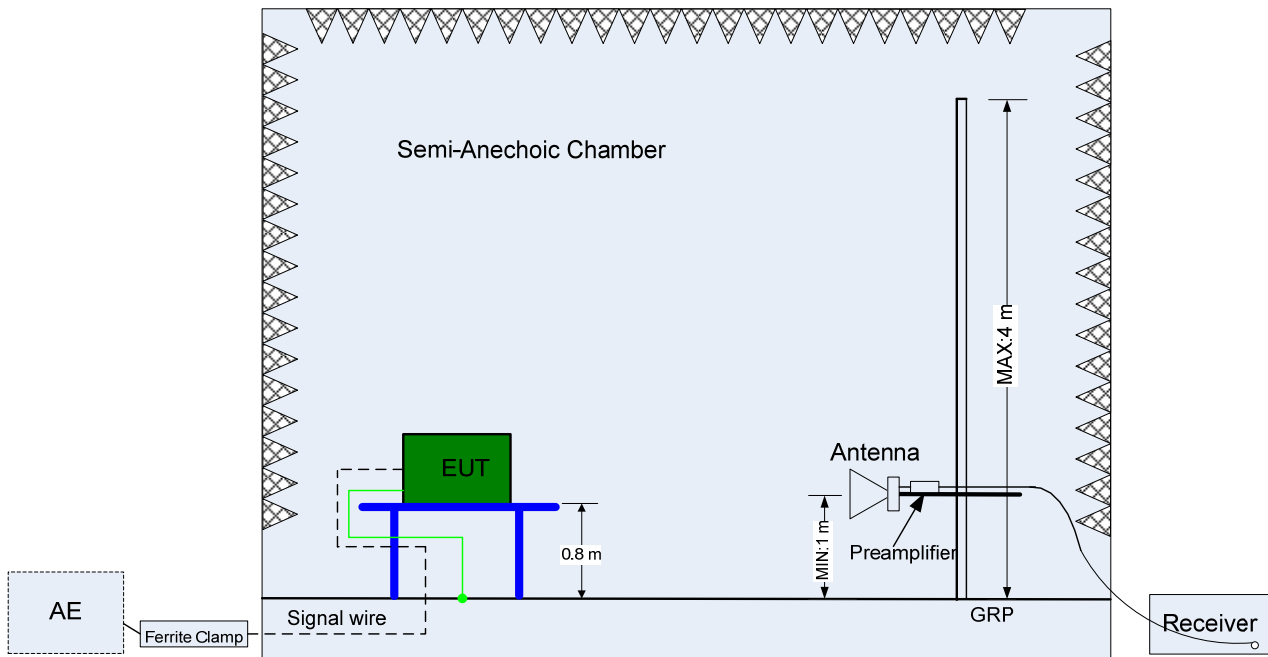 Semi-Anechoic Chamber
MAX:4 m
EUT
Antenna
MIN:1 m
Preamplifier
0.8 m
AE
Ferrite Clamp
Signal wire
GRP
Receiver